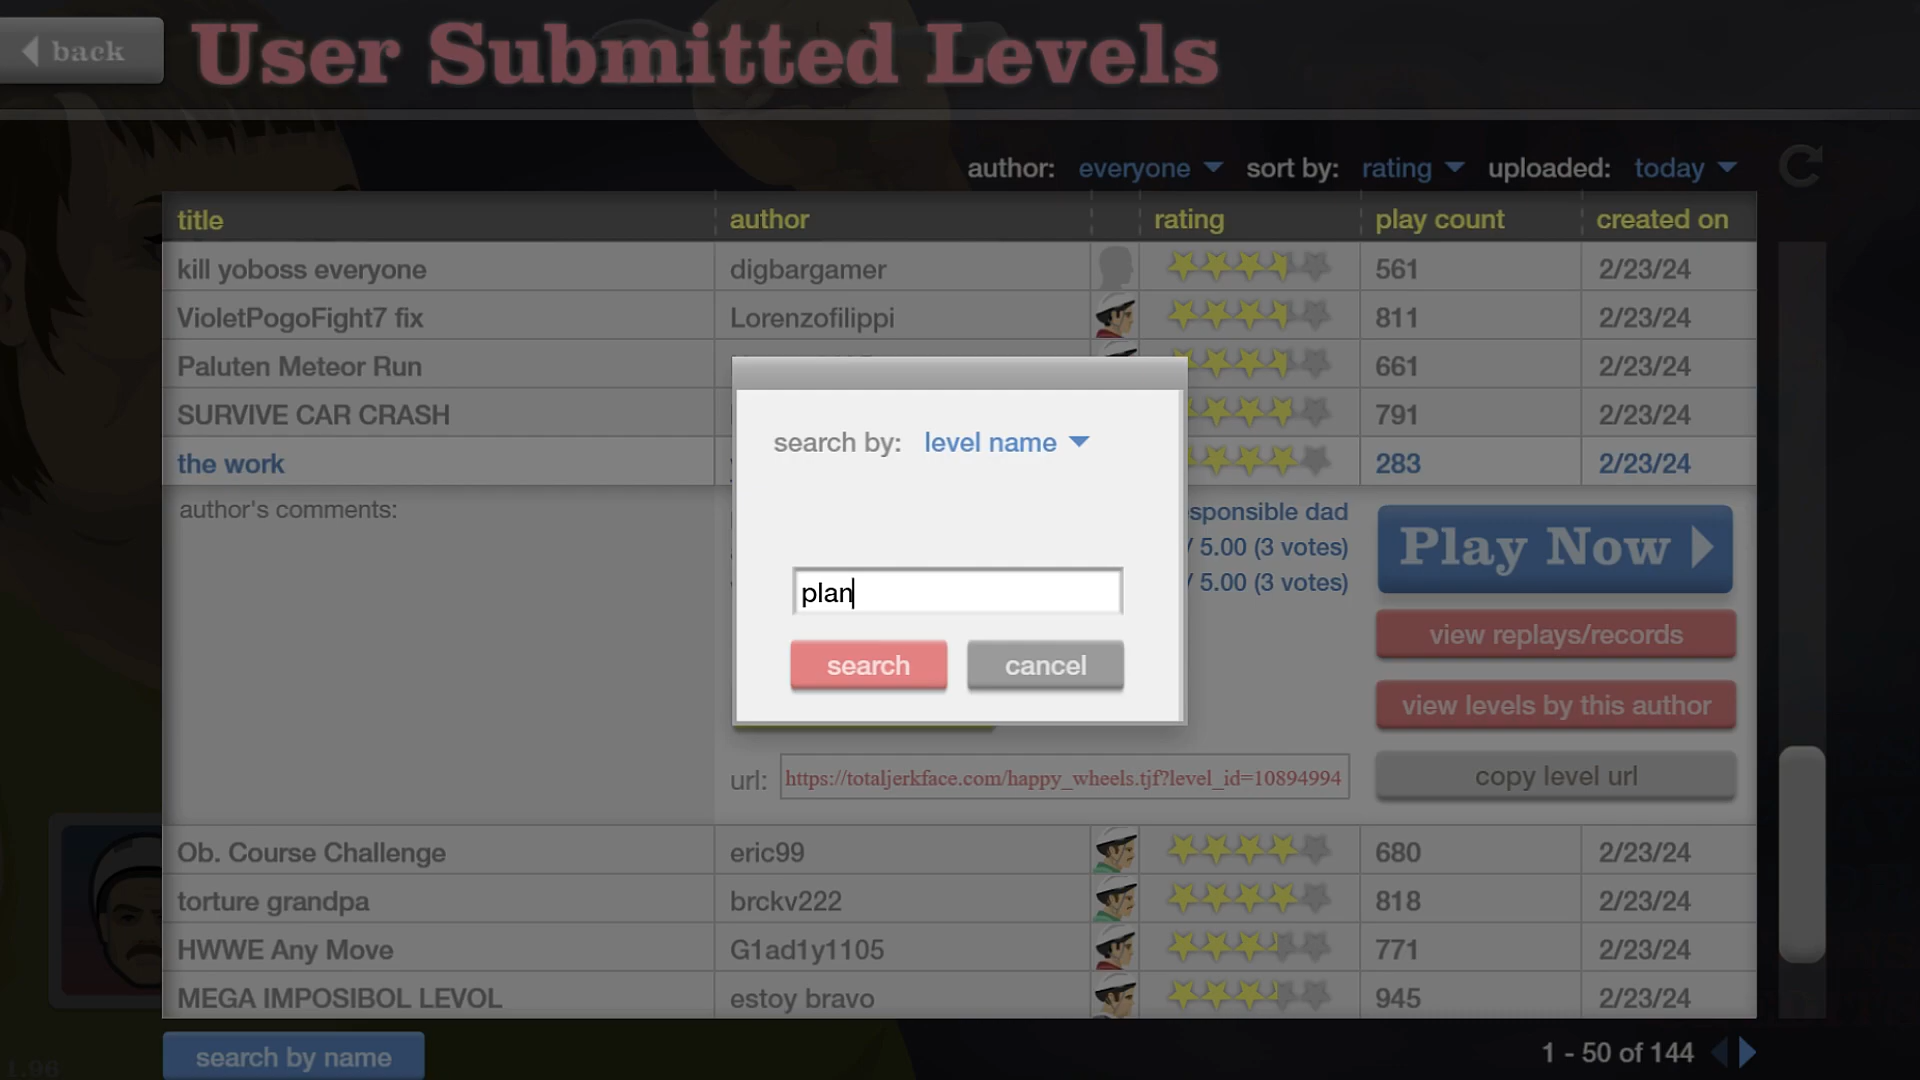 back
User Submitted Levels
author: everyone sort by: rating uploaded: today
title author rating play count created on
kill yoboss everyone digbargamer 561 2/23/24
VioletPogoFight7 fix Lorenzofilippi 811 2/23/24
Paluten Meteor Run 661 2/23/24
SURVIVE CAR CRASH 791 2/23/24
the work 283 2/23/24
search by: level name
plan
search cancel
author's comments:
sponsible dad
/ 5.00 (3 votes)
/ 5.00 (3 votes)
Play Now
view replays/records
view levels by this author
url: https://totaljerkface.com/happy_wheels.tjf?level_id=10894994
copy level url
Ob. Course Challenge eric99 680 2/23/24
torture grandpa brckv222 818 2/23/24
HWWE Any Move G1ad1y1105 771 2/23/24
MEGA IMPOSIBOL LEVOL estoy bravo 945 2/23/24
search by name
1 - 50 of 144
1.96